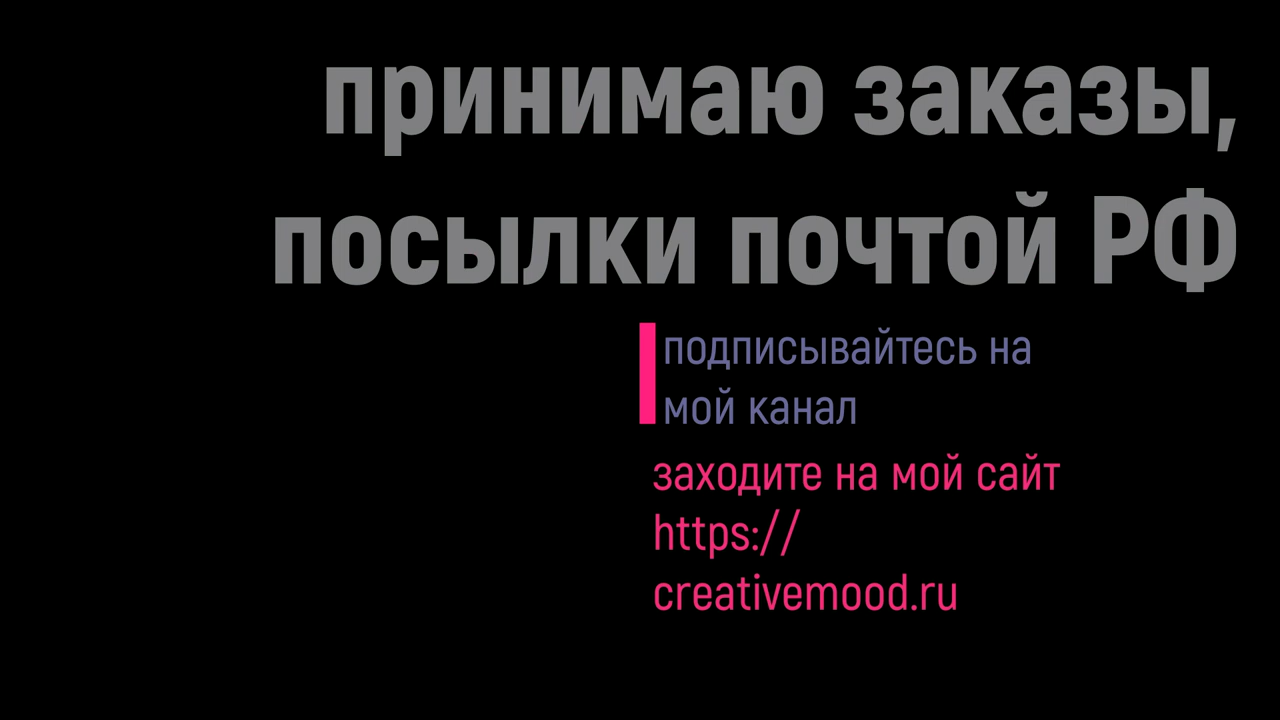 принимаю заказы,
посылки почтой РФ
подписывайтесь на
мой канал
заходите на мой сайт
https://
creativemood.ru